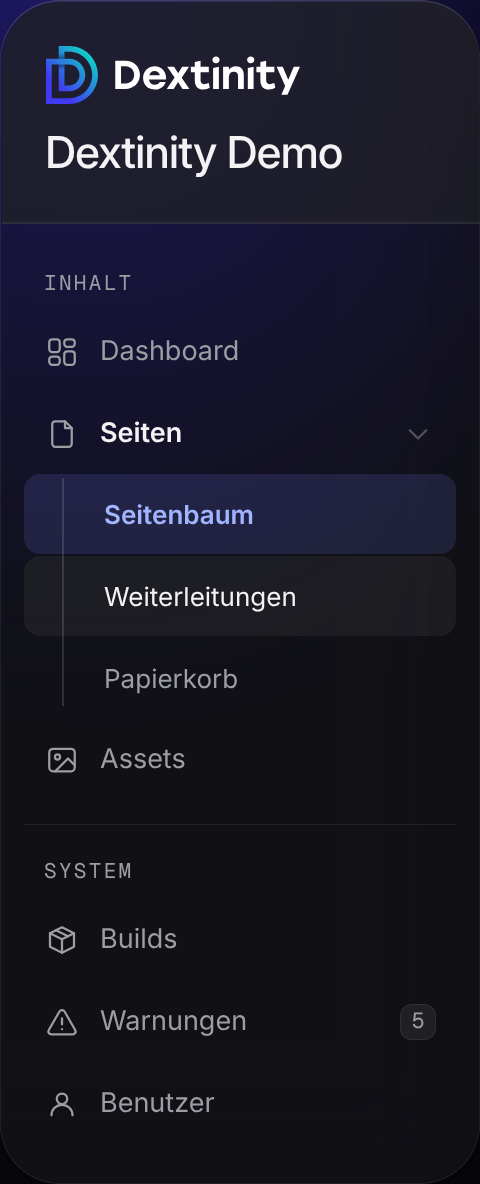 Dextinity
Dextinity Demo
INHALT
Dashboard
Seiten
Seitenbaum
Weiterleitungen
Papierkorb
Assets
SYSTEM
Builds
Warnungen 5
Benutzer